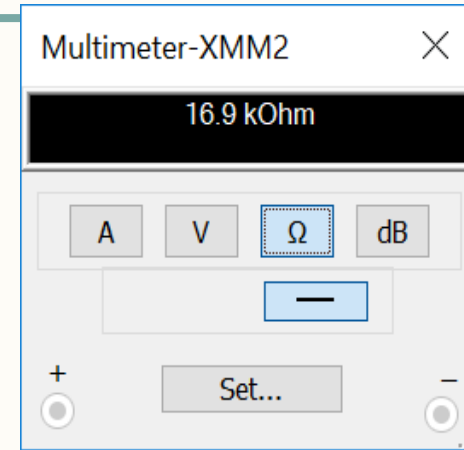 Multimeter-XMM2
16.9 kOhm
A V Ω dB
+ Set... −